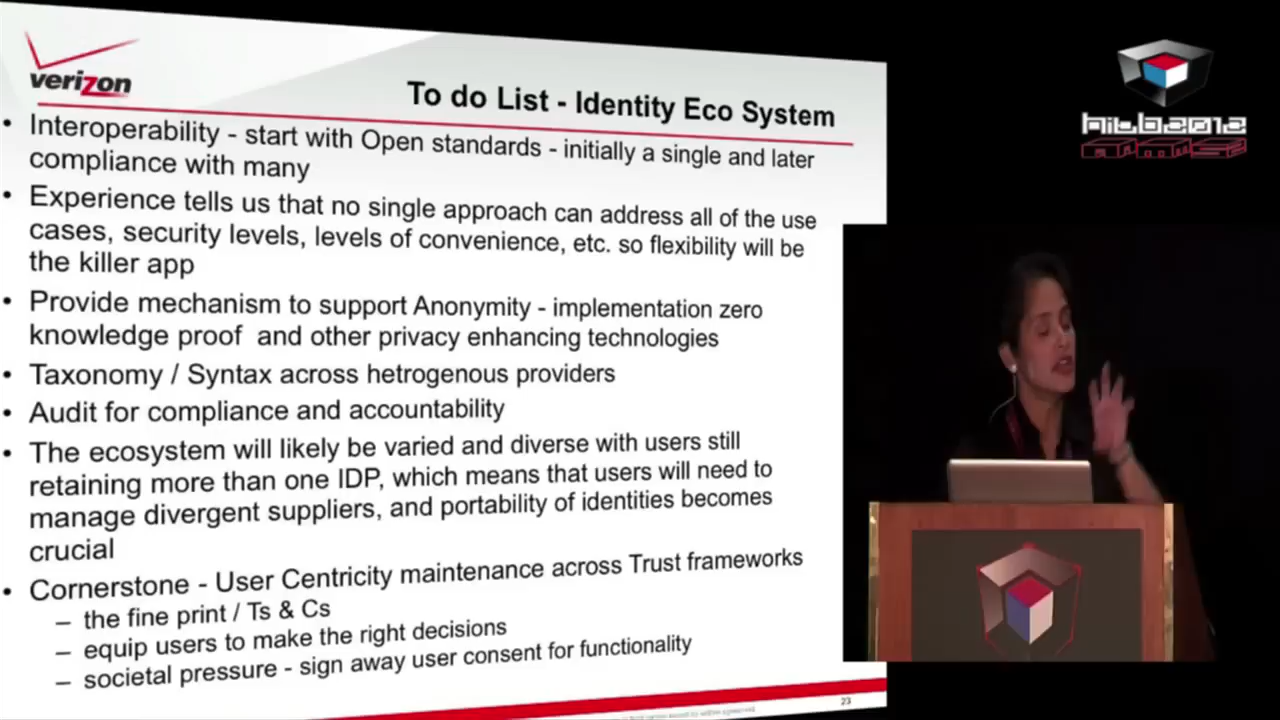 verizon
To do List - Identity Eco System
• Interoperability - start with Open standards - initially a single and later
compliance with many
• Experience tells us that no single approach can address all of the use
cases, security levels, levels of convenience, etc. so flexibility will be
the killer app
• Provide mechanism to support Anonymity - implementation zero
knowledge proof and other privacy enhancing technologies
• Taxonomy / Syntax across hetrogenous providers
• Audit for compliance and accountability
• The ecosystem will likely be varied and diverse with users still
retaining more than one IDP, which means that users will need to
manage divergent suppliers, and portability of identities becomes
crucial
• Cornerstone - User Centricity maintenance across Trust frameworks
– the fine print / Ts & Cs
– equip users to make the right decisions
– societal pressure - sign away user consent for functionality
23
hitb2012
ams